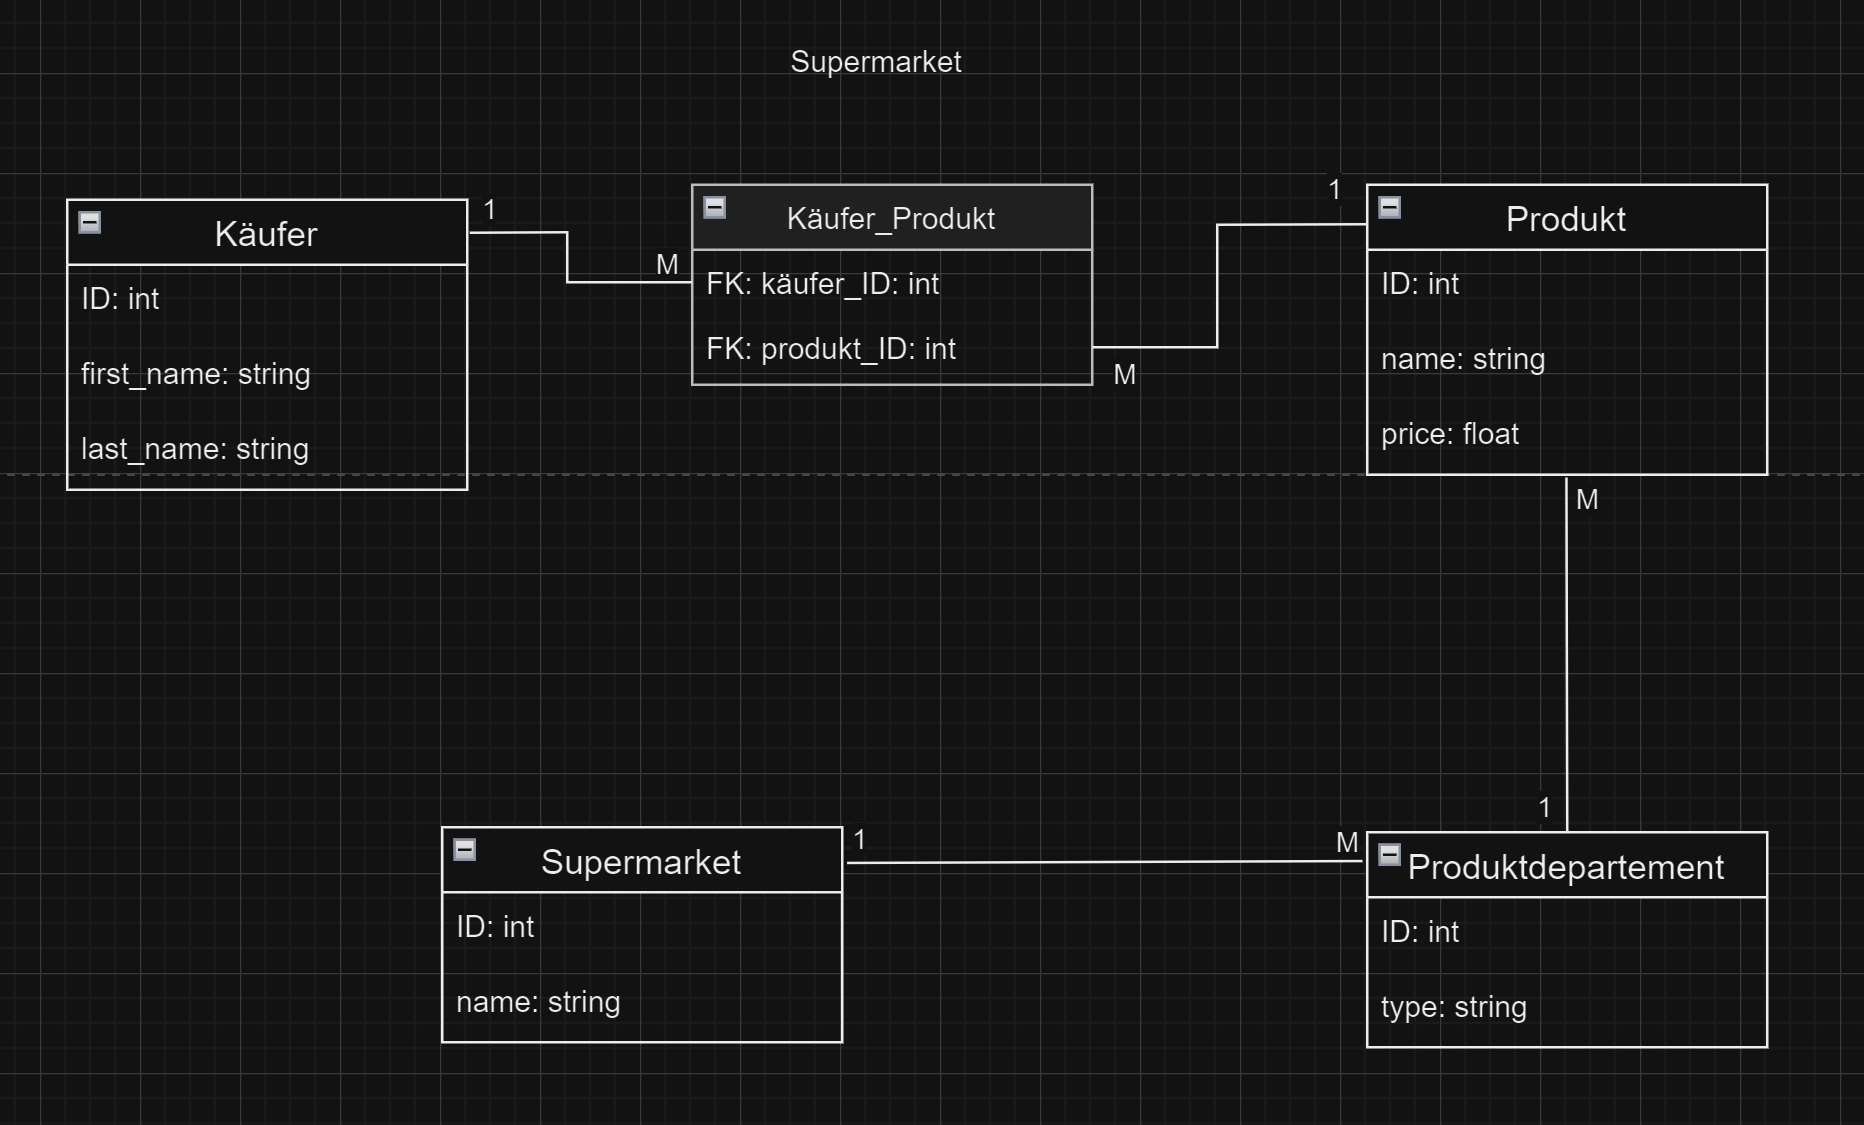 Supermarket
Käufer
ID: int
first_name: string
last_name: string
1
M
Käufer_Produkt
FK: käufer_ID: int
FK: produkt_ID: int
M
1
Produkt
ID: int
name: string
price: float
M
1
Supermarket
ID: int
name: string
1
M
Produktdepartement
ID: int
type: string